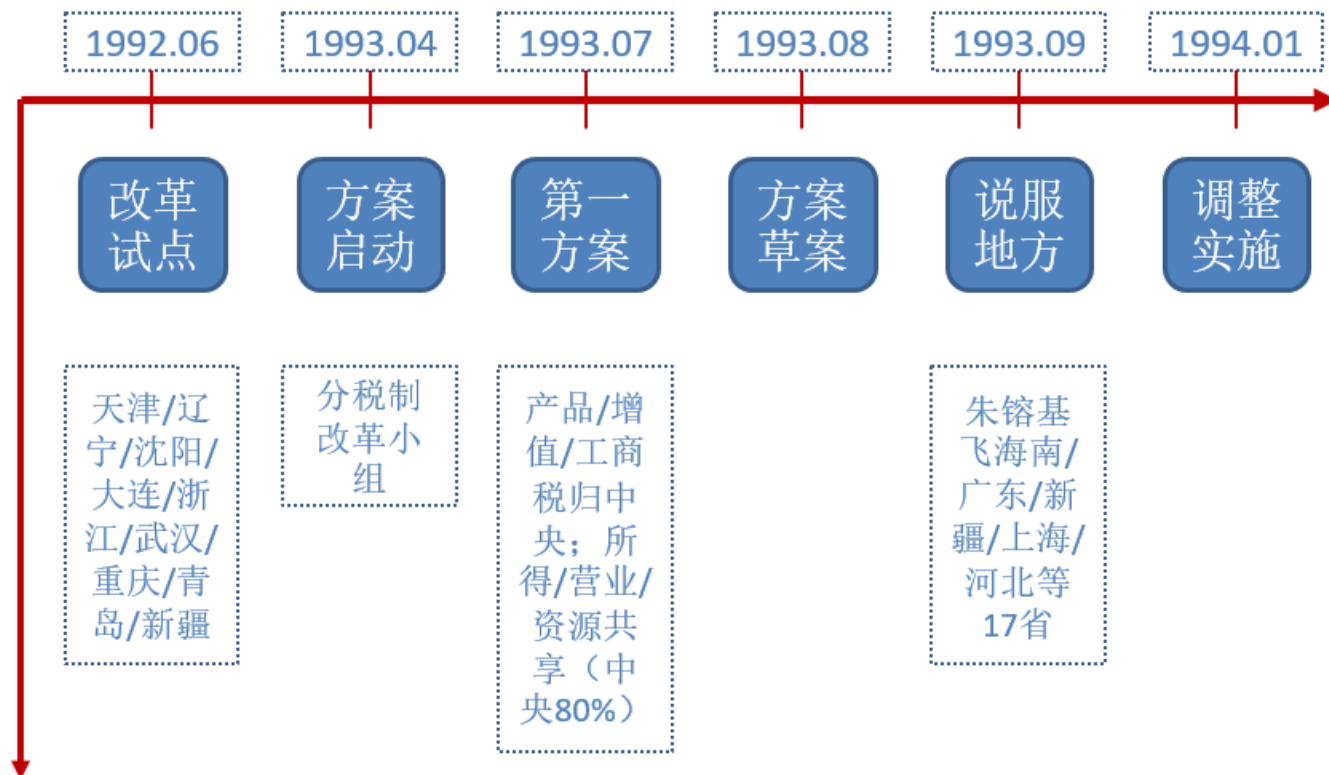 1992.06
1993.04
1993.07
1993.08
1993.09
1994.01
改革
试点
方案
启动
第一
方案
方案
草案
说服
地方
调整
实施
天津/辽
宁/沈阳/
大连/浙
江/武汉/
重庆/青
岛/新疆
分税制
改革小
组
产品/增
值/工商
税归中
央；所
得/营业/
资源共
享（中
央80%）
朱镕基
飞海南/
广东/新
疆/上海/
河北等
17省